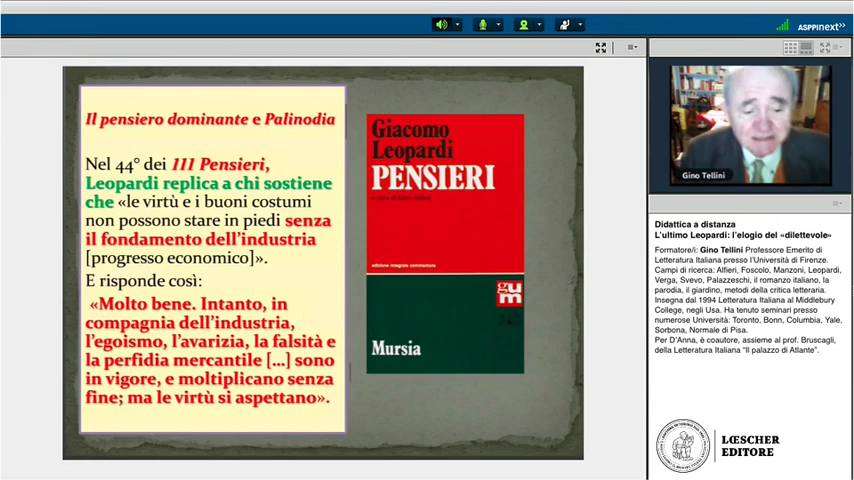 ASPPInext»
Il pensiero dominante e Palinodia
Nel 44° dei 111 Pensieri,
Leopardi replica a chi sostiene
che «le virtù e i buoni costumi
non possono stare in piedi senza
il fondamento dell'industria
[progresso economico]».
E risponde così:
«Molto bene. Intanto, in
compagnia dell'industria,
l'egoismo, l'avarizia, la falsità e
la perfidia mercantile [...] sono
in vigore, e moltiplicano senza
fine; ma le virtù si aspettano».
Giacomo
Leopardi
PENSIERI
edizione integrale commentata
gum
Mursia
Gino Tellini
Didattica a distanza
L'ultimo Leopardi: l'elogio del «dilettevole»
Formatore/i: Gino Tellini Professore Emerito di
Letteratura Italiana presso l'Università di Firenze.
Campi di ricerca: Alfieri, Foscolo, Manzoni, Leopardi,
Verga, Svevo, Palazzeschi, il romanzo italiano, la
parodia, il giardino, metodi della critica letteraria.
Insegna dal 1994 Letteratura Italiana al Middlebury
College, negli Usa. Ha tenuto seminari presso
numerose Università: Toronto, Bonn, Columbia, Yale,
Sorbona, Normale di Pisa.
Per D'Anna, è coautore, assieme al prof. Bruscagli,
della Letteratura Italiana "Il palazzo di Atlante".
LŒSCHER
EDITORE